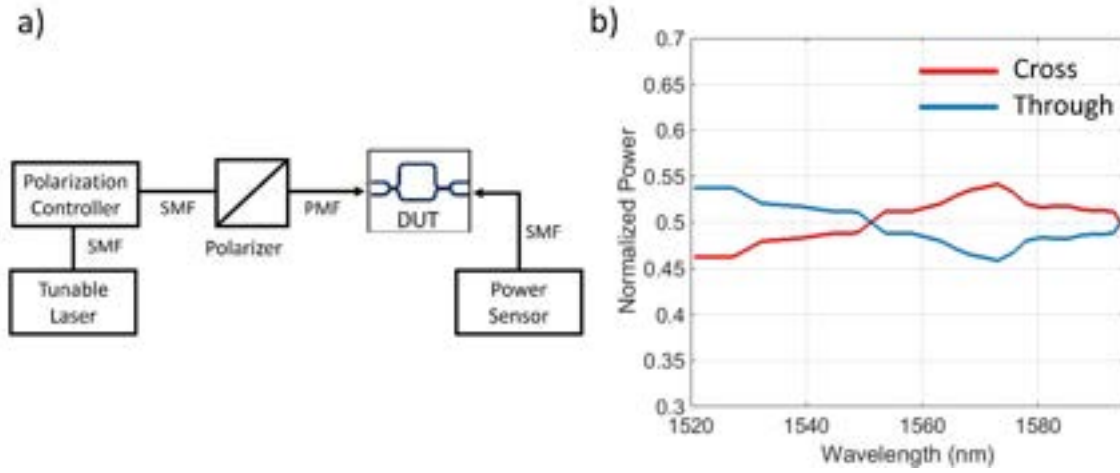 a)
Polarization
Controller
SMF
Polarizer
PMF
DUT
SMF
SMF
Tunable
Laser
Power
Sensor
b)
Cross
Through
Normalized Power
0.7
0.65
0.6
0.55
0.5
0.45
0.4
0.35
0.3
1520
1540
1560
1580
Wavelength (nm)